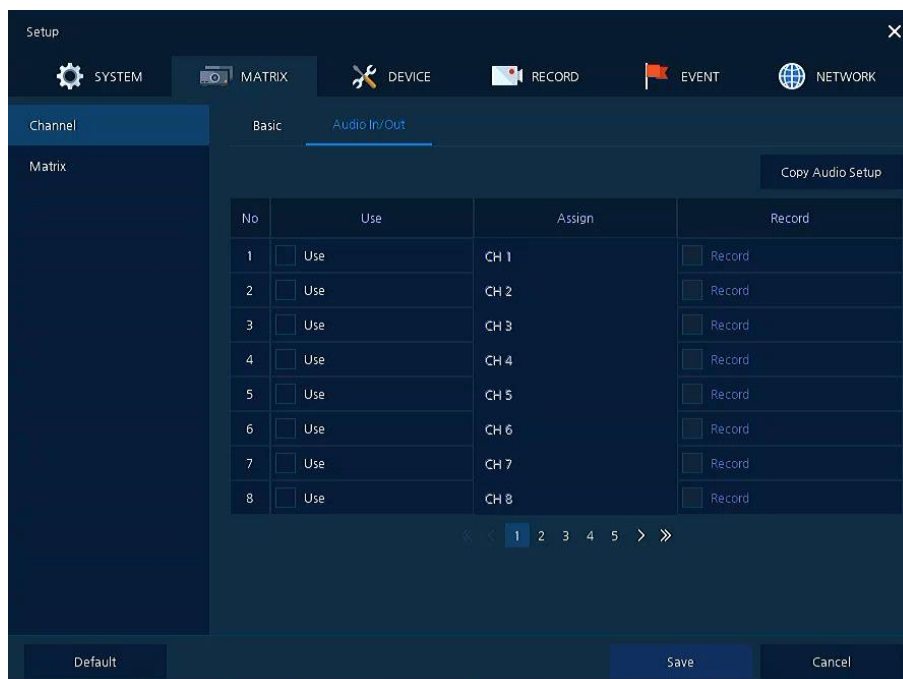 Setup
SYSTEM MATRIX DEVICE RECORD EVENT NETWORK
Channel Basic Audio In/Out
Matrix Copy Audio Setup
No Use Assign Record
1 Use CH 1 Record
2 Use CH 2 Record
3 Use CH 3 Record
4 Use CH 4 Record
5 Use CH 5 Record
6 Use CH 6 Record
7 Use CH 7 Record
8 Use CH 8 Record
1 2 3 4 5
Default Save Cancel